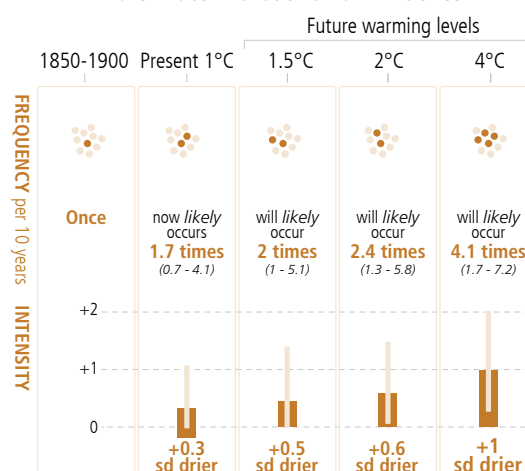 Future warming levels
1850-1900 Present 1°C 1.5°C 2°C 4°C
FREQUENCY per 10 years
Once
now likely
occurs
1.7 times
(0.7 - 4.1)
will likely
occur
2 times
(1 - 5.1)
will likely
occur
2.4 times
(1.3 - 5.8)
will likely
occur
4.1 times
(1.7 - 7.2)
INTENSITY
+2
+1
0
+0.3
sd drier
+0.5
sd drier
+0.6
sd drier
+1
sd drier